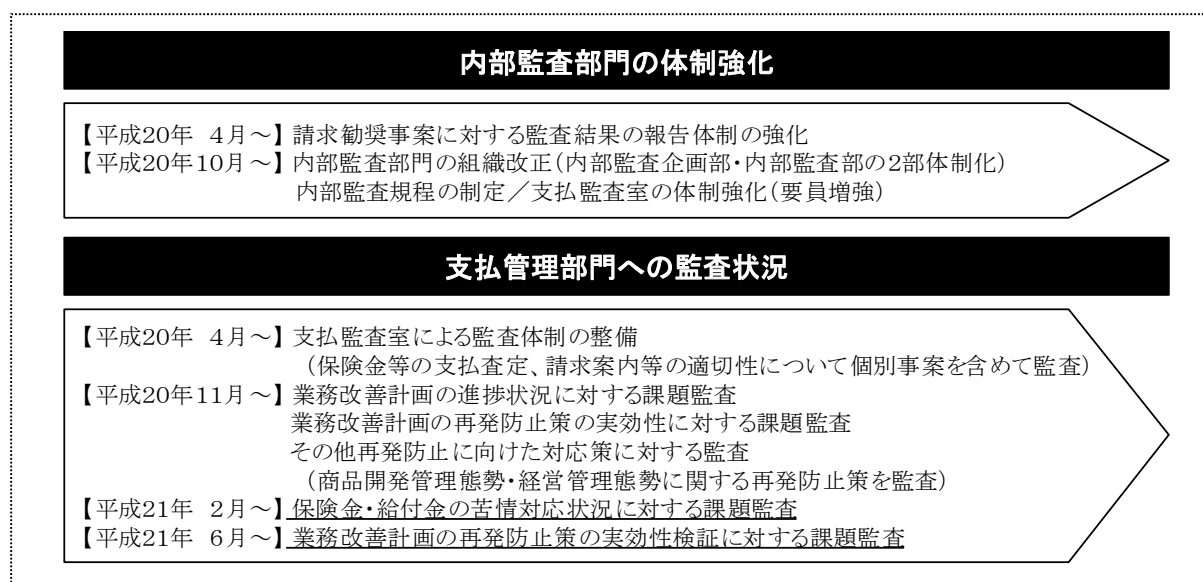 内部監査部門の体制強化
【平成20年 4月～】請求勧奨事案に対する監査結果の報告体制の強化
【平成20年10月～】内部監査部門の組織改正(内部監査企画部・内部監査部の2部体制化)
内部監査規程の制定／支払監査室の体制強化(要員増強)
支払管理部門への監査状況
【平成20年 4月～】支払監査室による監査体制の整備
(保険金等の支払査定、請求案内等の適切性について個別事案を含めて監査)
【平成20年11月～】業務改善計画の進捗状況に対する課題監査
業務改善計画の再発防止策の実効性に対する課題監査
その他再発防止に向けた対応策に対する監査
(商品開発管理態勢・経営管理態勢に関する再発防止策を監査)
【平成21年 2月～】保険金・給付金の苦情対応状況に対する課題監査
【平成21年 6月～】業務改善計画の再発防止策の実効性検証に対する課題監査